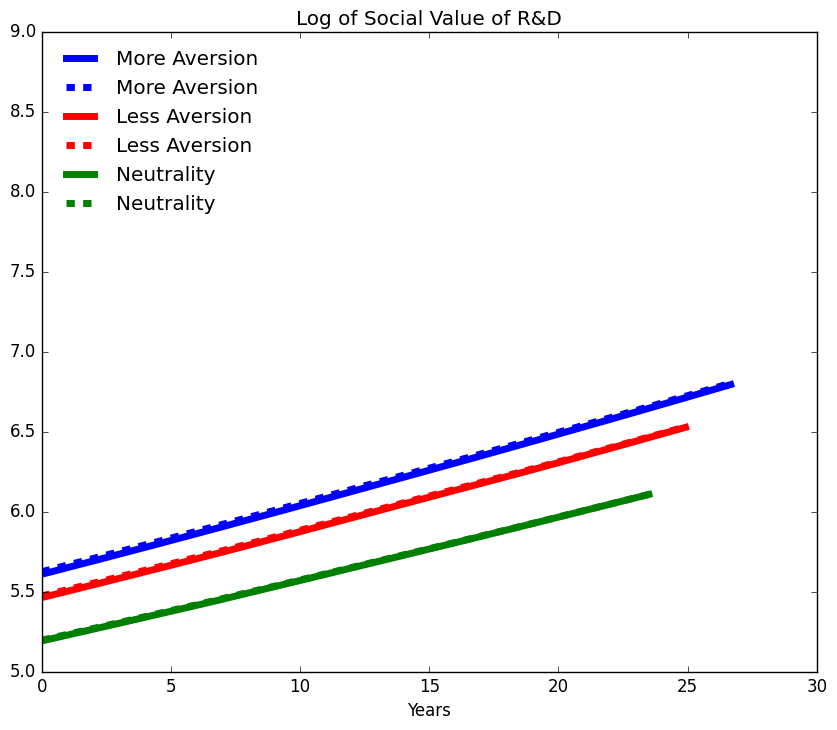 Log of Social Value of R&D
9.0
8.5
8.0
7.5
7.0
6.5
6.0
5.5
5.0
More Aversion
More Aversion
Less Aversion
Less Aversion
Neutrality
Neutrality
0 5 10 15 20 25 30
Years